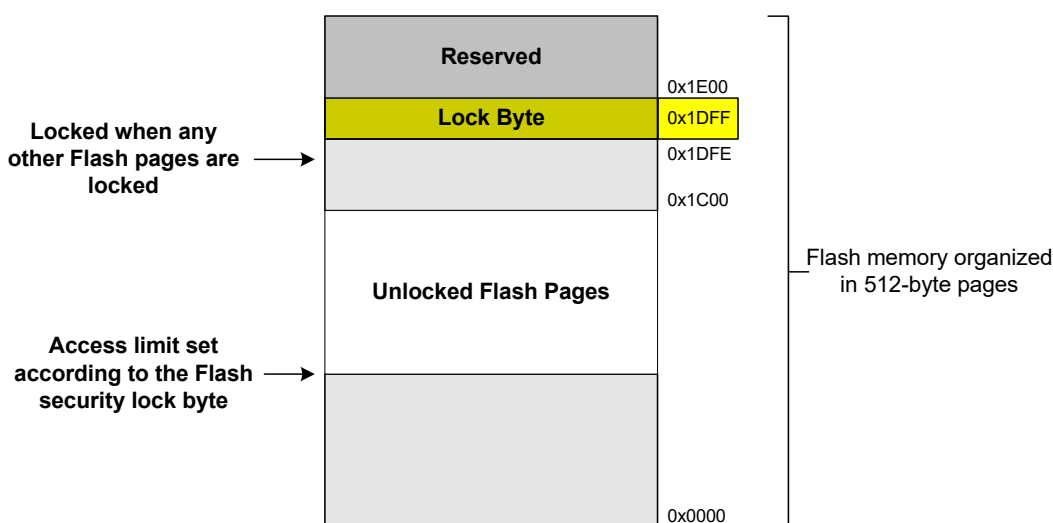 Reserved
0x1E00
Lock Byte
0x1DFF
Locked when any
other Flash pages are
locked
0x1DFE
0x1C00
Flash memory organized
in 512-byte pages
Unlocked Flash Pages
Access limit set
according to the Flash
security lock byte
0x0000